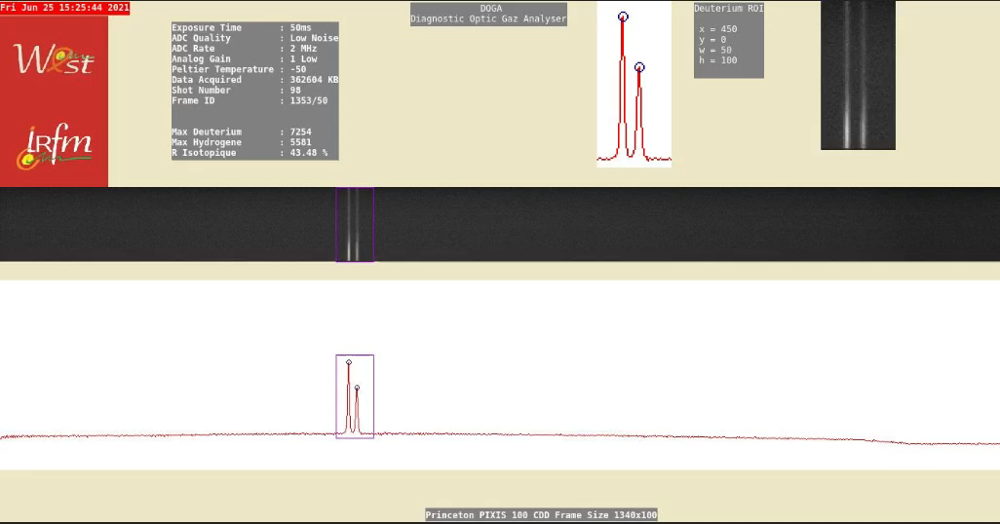 Fri Jun 25 15:25:44 2021
West
irfm
Exposure Time : 50ms
ADC Quality : Low Noise
ADC Rate : 2 MHz
Analog Gain : 1 Low
Peltier Temperature : -50
Data Acquired : 362604 KB
Shot Number : 98
Frame ID : 1353/50
Max Deuterium : 7254
Max Hydrogene : 5581
R Isotopique : 43.48 %
DOGA
Diagnostic Optic Gaz Analyser
Deuterium ROI
x = 450
y = 0
w = 50
h = 100
Princeton PIXIS 100 CDD Frame Size 1340x100